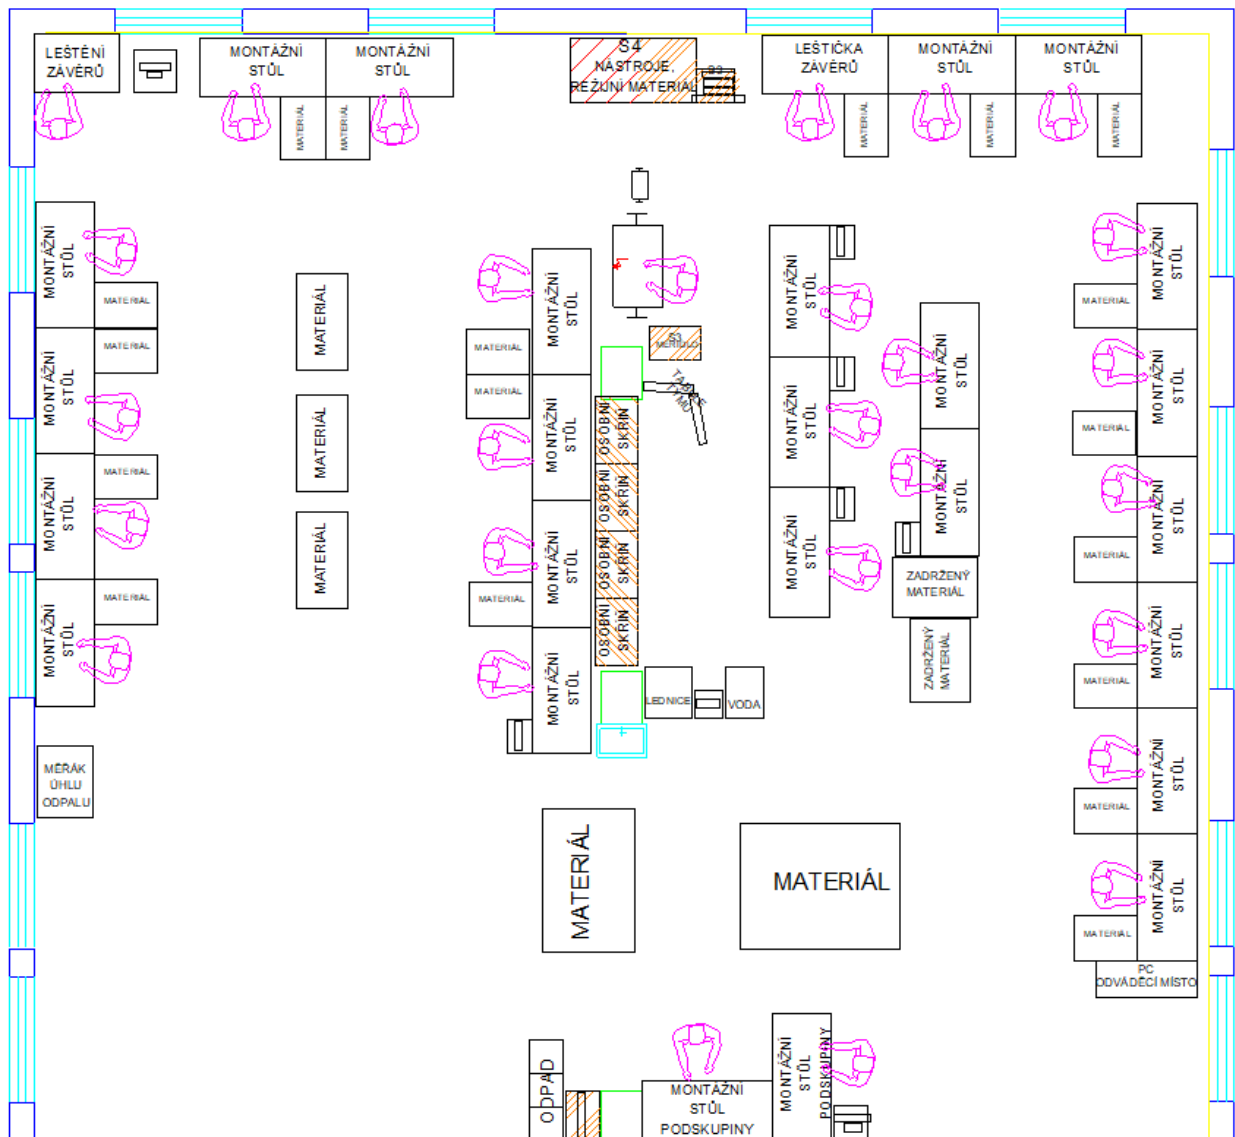 LEŠTĚNÍ
ZÁVĚRŮ
MONTÁŽNÍ
STŮL
MONTÁŽNÍ
STŮL
S4
NÁSTROJE,
REŽIJNÍ MATERIÁL
LEŠTIČKA
ZÁVĚRŮ
MONTÁŽNÍ
STŮL
MONTÁŽNÍ
STŮL
MATERIÁL
MATERIÁL
MATERIÁL
MATERIÁL
MATERIÁL
MONTÁŽNÍ
STŮL
MATERIÁL
MATERIÁL
MONTÁŽNÍ
STŮL
MATERIÁL
MONTÁŽNÍ
STŮL
MATERIÁL
MONTÁŽNÍ
STŮL
MĚŘÁK
ÚHLU
ODPALU
MATERIÁL
MATERIÁL
MATERIÁL
MONTÁŽNÍ
STŮL
MATERIÁL
MATERIÁL
MONTÁŽNÍ
STŮL
MONTÁŽNÍ
STŮL
MATERIÁL
MONTÁŽNÍ
STŮL
S3
MĚŘIDLO
TABULE
TÝMU
OSOBNÍ
SKŘÍŇ
OSOBNÍ
SKŘÍŇ
OSOBNÍ
SKŘÍŇ
OSOBNÍ
SKŘÍŇ
LEDNICE
VODA
MONTÁŽNÍ
STŮL
MONTÁŽNÍ
STŮL
MONTÁŽNÍ
STŮL
MONTÁŽNÍ
STŮL
MONTÁŽNÍ
STŮL
ZADRŽENÝ
MATERIÁL
ZADRŽENÝ
MATERIÁL
MONTÁŽNÍ
STŮL
MATERIÁL
MONTÁŽNÍ
STŮL
MATERIÁL
MONTÁŽNÍ
STŮL
MATERIÁL
MONTÁŽNÍ
STŮL
MATERIÁL
MONTÁŽNÍ
STŮL
MATERIÁL
MONTÁŽNÍ
STŮL
MATERIÁL
PC
ODVÁDĚCÍ MÍSTO
MATERIÁL
MATERIÁL
ODPAD
MONTÁŽNÍ
STŮL
PODSKUPINY
MONTÁŽNÍ
STŮL
PODSKUPINY